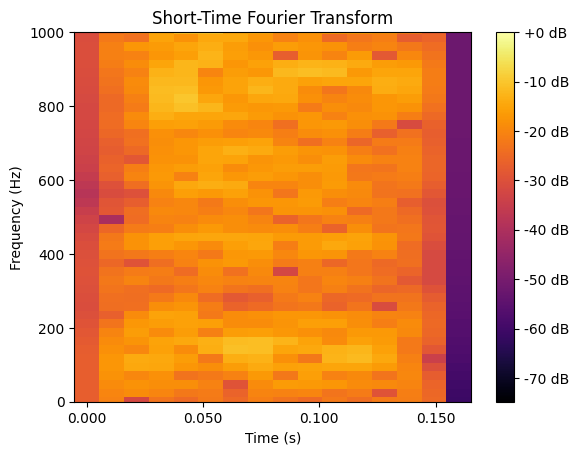 Short-Time Fourier Transform
1000
800
600
400
200
0
Frequency (Hz)
0.000
0.050
0.100
0.150
Time (s)
+0 dB
-10 dB
-20 dB
-30 dB
-40 dB
-50 dB
-60 dB
-70 dB